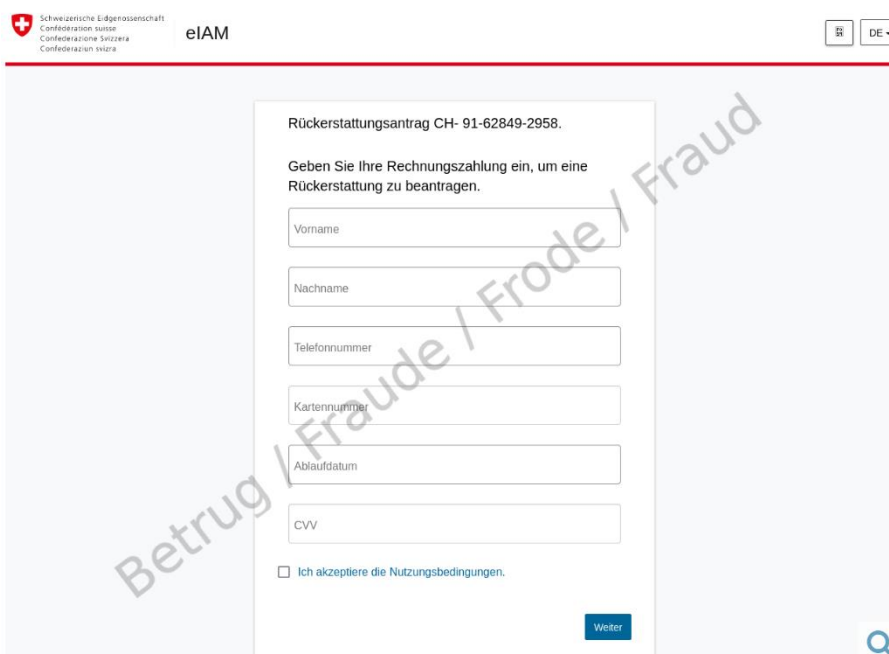 Schweizerische Eidgenossenschaft
Confédération suisse
Confederazione Svizzera
Confederaziun svizra
eIAM
DE
Rückerstattungsantrag CH- 91-62849-2958.
Geben Sie Ihre Rechnungszahlung ein, um eine
Rückerstattung zu beantragen.
Vorname
Nachname
Telefonnummer
Kartennummer
Ablaufdatum
CVV
Ich akzeptiere die Nutzungsbedingungen.
Weiter
Betrug / Fraude / Frode / Fraud